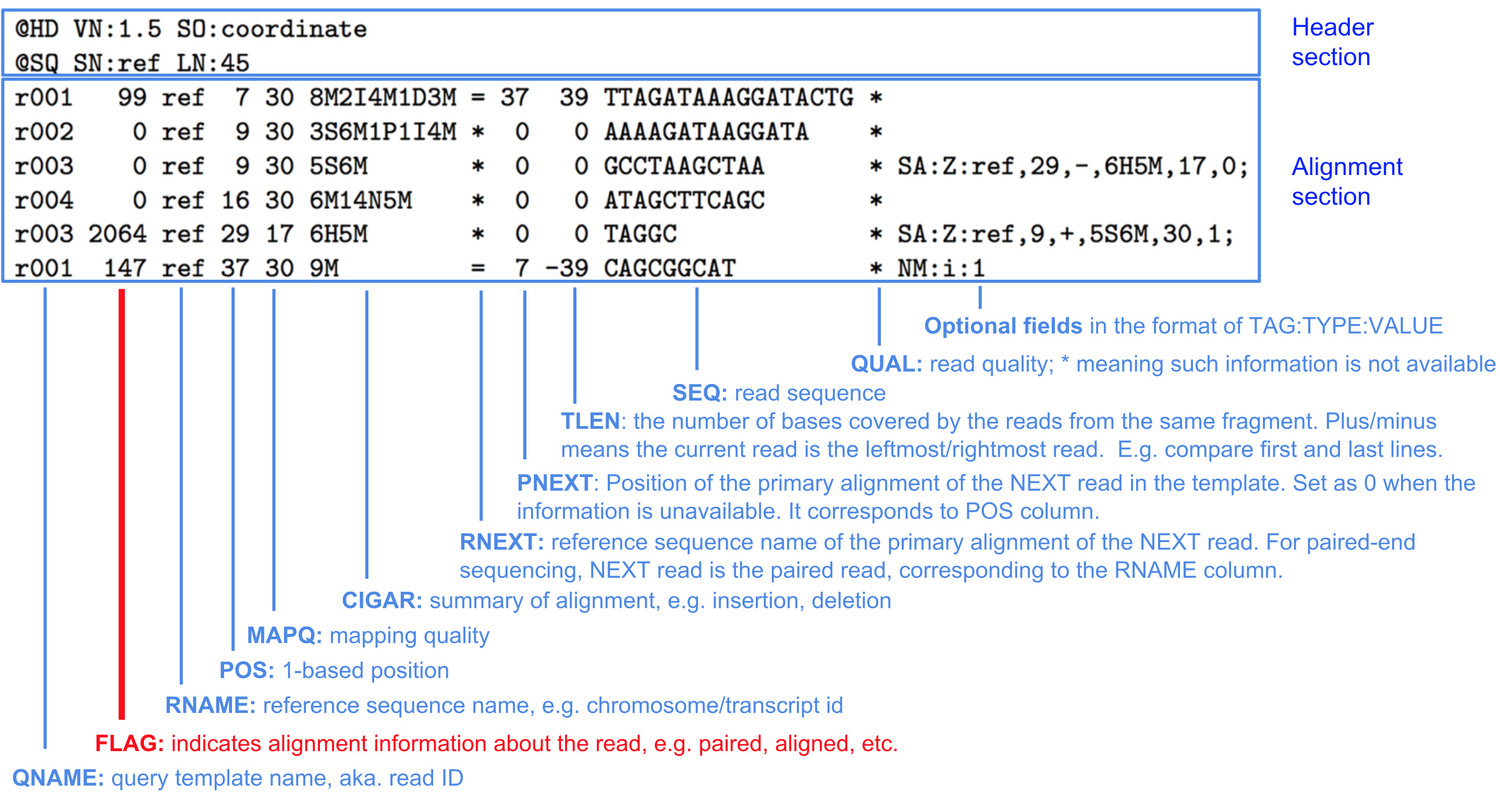 @HD VN:1.5 SO:coordinate
@SQ SN:ref LN:45
Header
section
r001 99 ref 7 30 8M2I4M1D3M = 37 39 TTAGATAAAGGATACTG *
r002 0 ref 9 30 3S6M1P1I4M * 0 0 AAAAGATAAGGATA *
r003 0 ref 9 30 5S6M * 0 0 GCCTAAGCTAA * SA:Z:ref,29,-,6H5M,17,0;
r004 0 ref 16 30 6M14N5M * 0 0 ATAGCTTCAGC *
r003 2064 ref 29 17 6H5M * 0 0 TAGGC * SA:Z:ref,9,+,5S6M,30,1;
r001 147 ref 37 30 9M = 7 -39 CAGCGGCAT * NM:i:1
Alignment
section
Optional fields in the format of TAG:TYPE:VALUE
QUAL: read quality; * meaning such information is not available
SEQ: read sequence
TLEN: the number of bases covered by the reads from the same fragment. Plus/minus
means the current read is the leftmost/rightmost read. E.g. compare first and last lines.
PNEXT: Position of the primary alignment of the NEXT read in the template. Set as 0 when the
information is unavailable. It corresponds to POS column.
RNEXT: reference sequence name of the primary alignment of the NEXT read. For paired-end
sequencing, NEXT read is the paired read, corresponding to the RNAME column.
CIGAR: summary of alignment, e.g. insertion, deletion
MAPQ: mapping quality
POS: 1-based position
RNAME: reference sequence name, e.g. chromosome/transcript id
FLAG: indicates alignment information about the read, e.g. paired, aligned, etc.
QNAME: query template name, aka. read ID